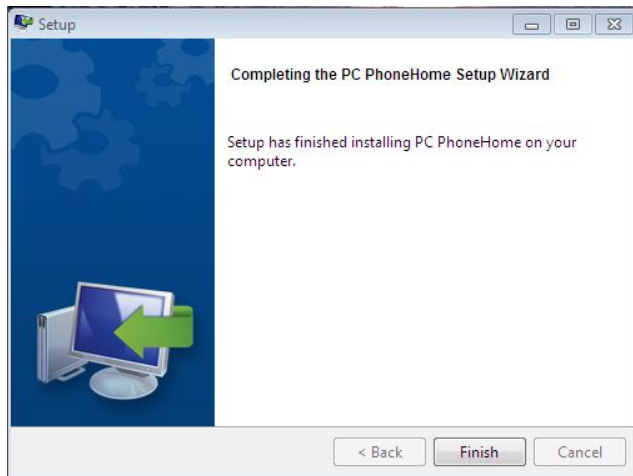 Setup
Completing the PC PhoneHome Setup Wizard
Setup has finished installing PC PhoneHome on your
computer.
< Back
Finish
Cancel